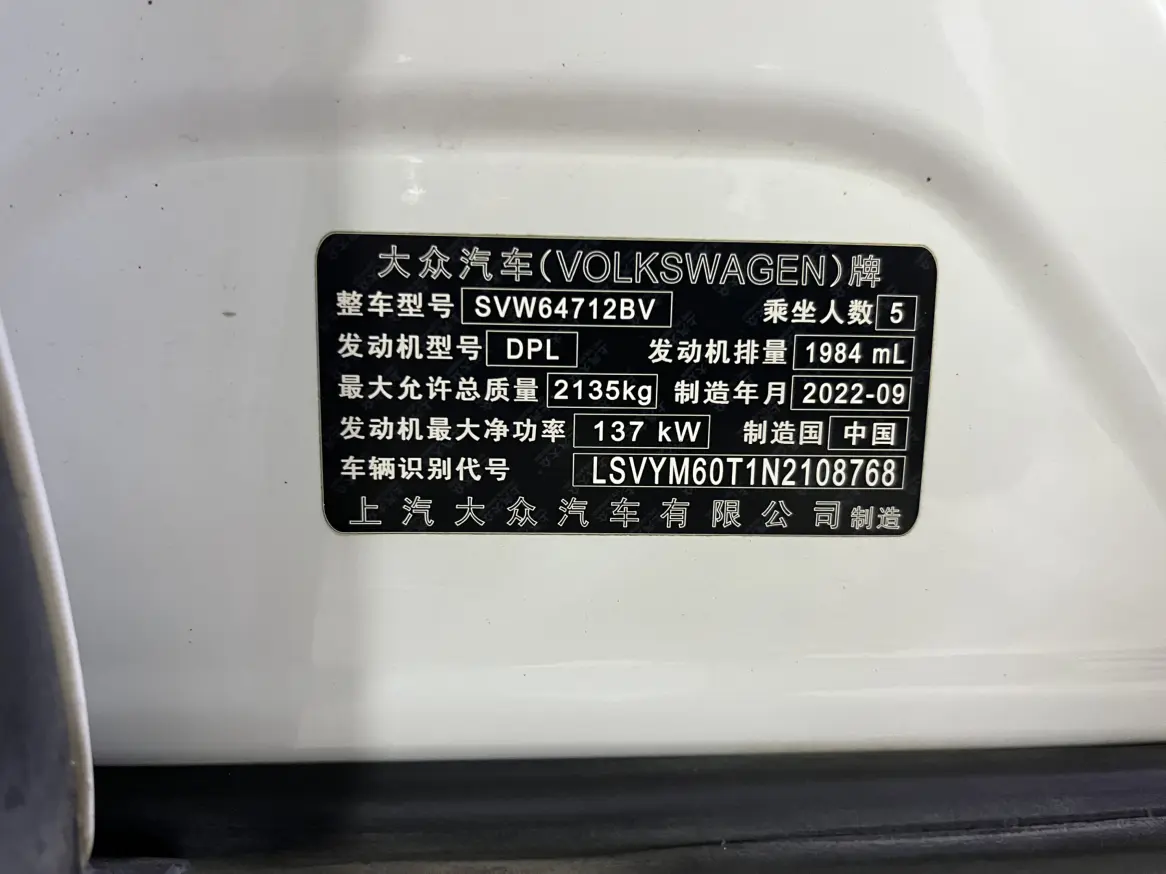 大众汽车(VOLKSWAGEN)牌
整车型号 SVW64712BV 乘坐人数 5
发动机型号 DPL 发动机排量 1984 mL
最大允许总质量 2135kg 制造年月 2022-09
发动机最大净功率 137 kW 制造国 中国
车辆识别代号 LSVYM60T1N2108768
上汽大众汽车有限公司制造